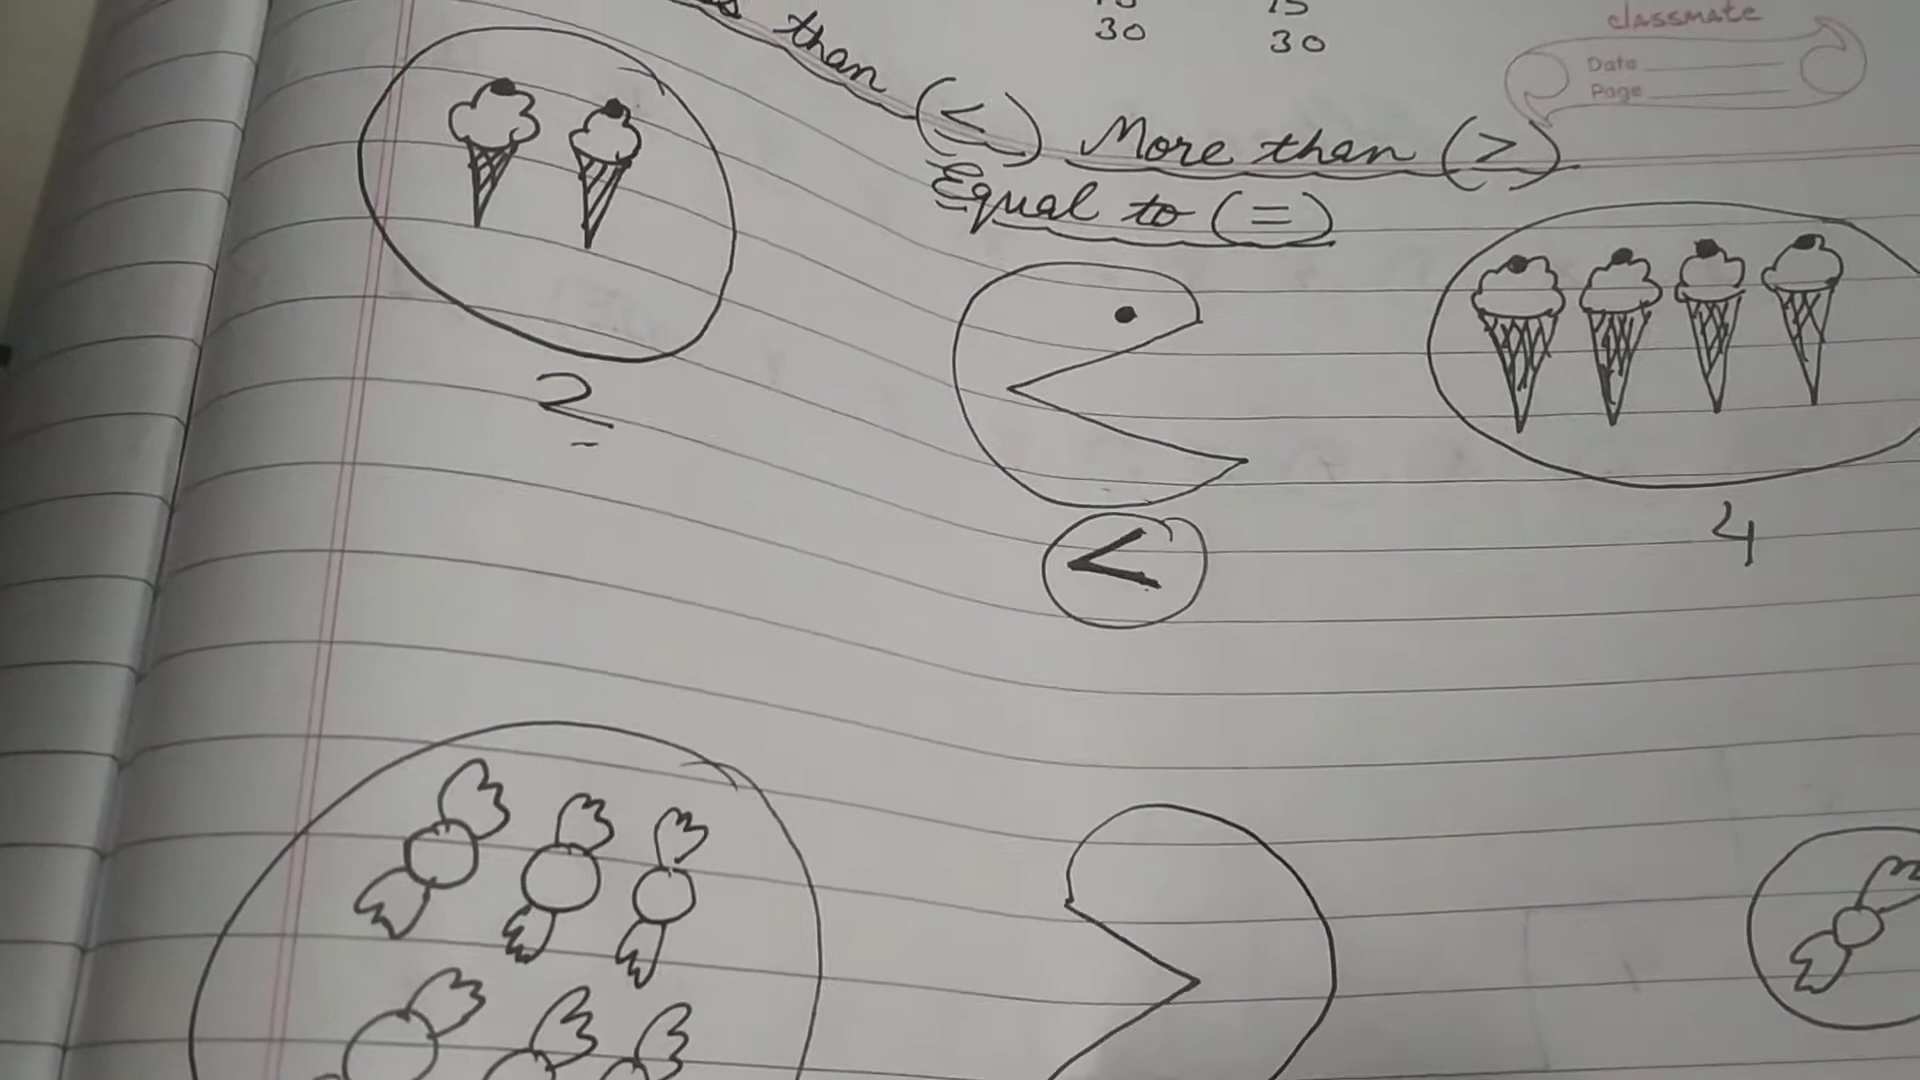 30 30
classmate
Date
Page
than (<) More than (>)
Equal to (=)
2
4
<